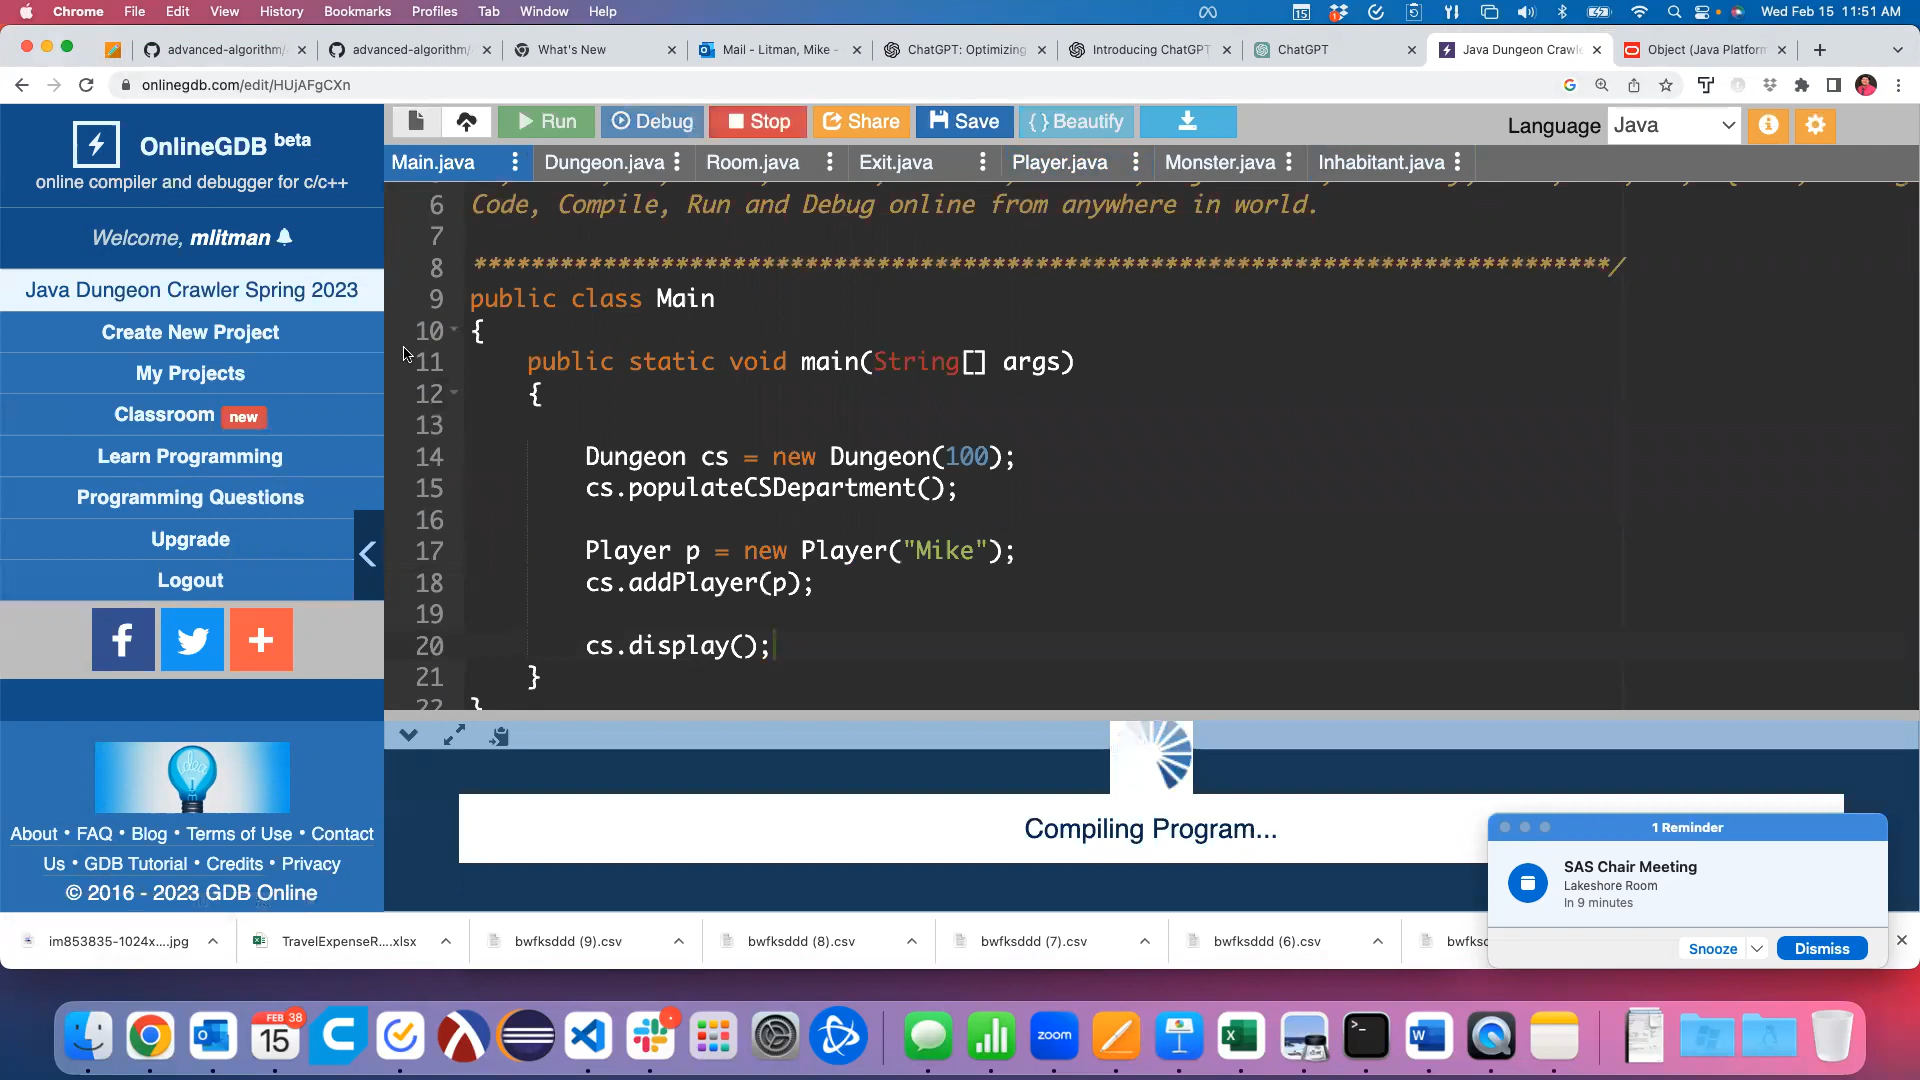 Chrome File Edit View History Bookmarks Profiles Tab Window Help
15 1 Wed Feb 15 11:51 AM
advanced-algorithm/ advanced-algorithm/ What's New Mail - Litman, Mike - ChatGPT: Optimizing Introducing ChatGPT ChatGPT Java Dungeon Crawle Object (Java Platform
onlinegdb.com/edit/HUjAFgCXn
OnlineGDB beta
online compiler and debugger for c/c++
Welcome, mlitman
Java Dungeon Crawler Spring 2023
Create New Project
My Projects
Classroom new
Learn Programming
Programming Questions
Upgrade
Logout
f
idea
About • FAQ • Blog • Terms of Use • Contact
Us • GDB Tutorial • Credits • Privacy
© 2016 - 2023 GDB Online
Run Debug Stop Share Save { } Beautify Language Java
Main.java Dungeon.java Room.java Exit.java Player.java Monster.java Inhabitant.java
6 Code, Compile, Run and Debug online from anywhere in world.
7
8 *******************************************************************************/
9 public class Main
10 {
11 public static void main(String[] args)
12 {
13
14 Dungeon cs = new Dungeon(100);
15 cs.populateCSDepartment();
16
17 Player p = new Player("Mike");
18 cs.addPlayer(p);
19
20 cs.display();
21 }
22 }
Compiling Program...
1 Reminder
SAS Chair Meeting
Lakeshore Room
In 9 minutes
Snooze Dismiss
im853835-1024x....jpg TravelExpenseR....xlsx bwfksddd (9).csv bwfksddd (8).csv bwfksddd (7).csv bwfksddd (6).csv bwfks
FEB 38
15 zoom